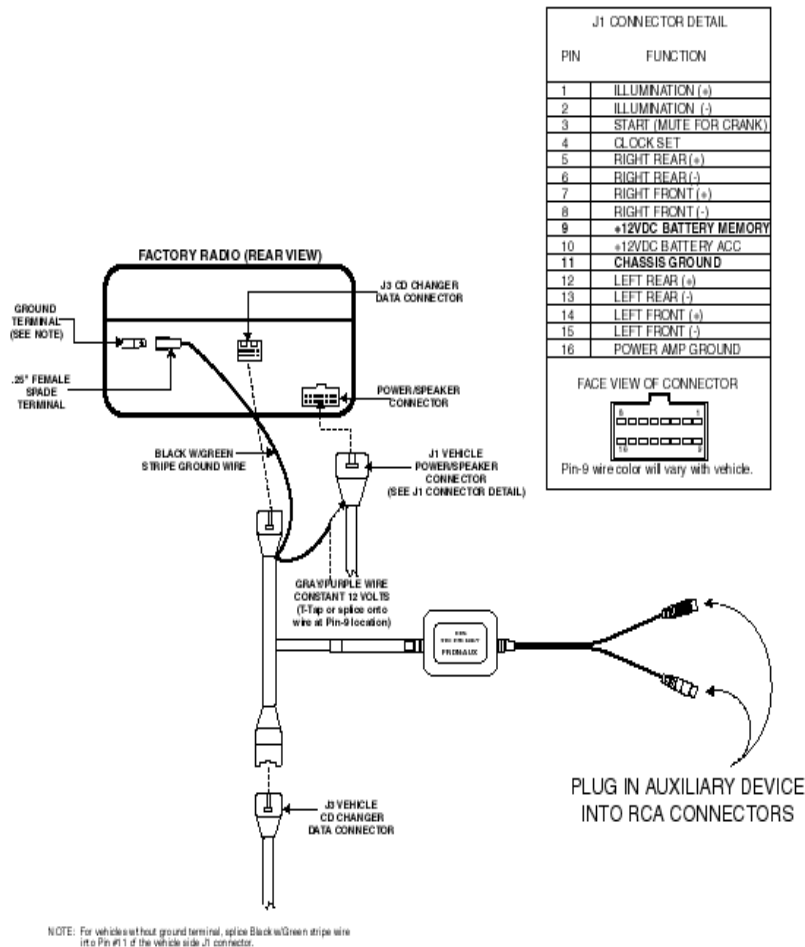 J1 CONNECTOR DETAIL
PIN FUNCTION
1 ILLUMINATION (+)
2 ILLUMINATION (-)
3 START (MUTE FOR CRANK)
4 CLOCK SET
5 RIGHT REAR (+)
6 RIGHT REAR (-)
7 RIGHT FRONT (+)
8 RIGHT FRONT (-)
9 +12VDC BATTERY MEMORY
10 +12VDC BATTERY ACC
11 CHASSIS GROUND
12 LEFT REAR (+)
13 LEFT REAR (-)
14 LEFT FRONT (+)
15 LEFT FRONT (-)
16 POWER AMP GROUND
FACE VIEW OF CONNECTOR
8 1
16 9
Pin-9 wire color will vary with vehicle.
FACTORY RADIO (REAR VIEW)
J3 CD CHANGER
DATA CONNECTOR
GROUND
TERMINAL
(SEE NOTE)
.25" FEMALE
SPADE
TERMINAL
POWER/SPEAKER
CONNECTOR
BLACK W/GREEN
STRIPE GROUND WIRE
J1 VEHICLE
POWER/SPEAKER
CONNECTOR
(SEE J1 CONNECTOR DETAIL)
GRAY/PURPLE WIRE
CONSTANT 12 VOLTS
(T-Tap or splice onto
wire at Pin-9 location)
PLUG IN AUXILIARY DEVICE
INTO RCA CONNECTORS
J3 VEHICLE
CD CHANGER
DATA CONNECTOR
NOTE: For vehicles without ground terminal, splice Black w/Green stripe wire
into Pin #11 of the vehicle side J1 connector.